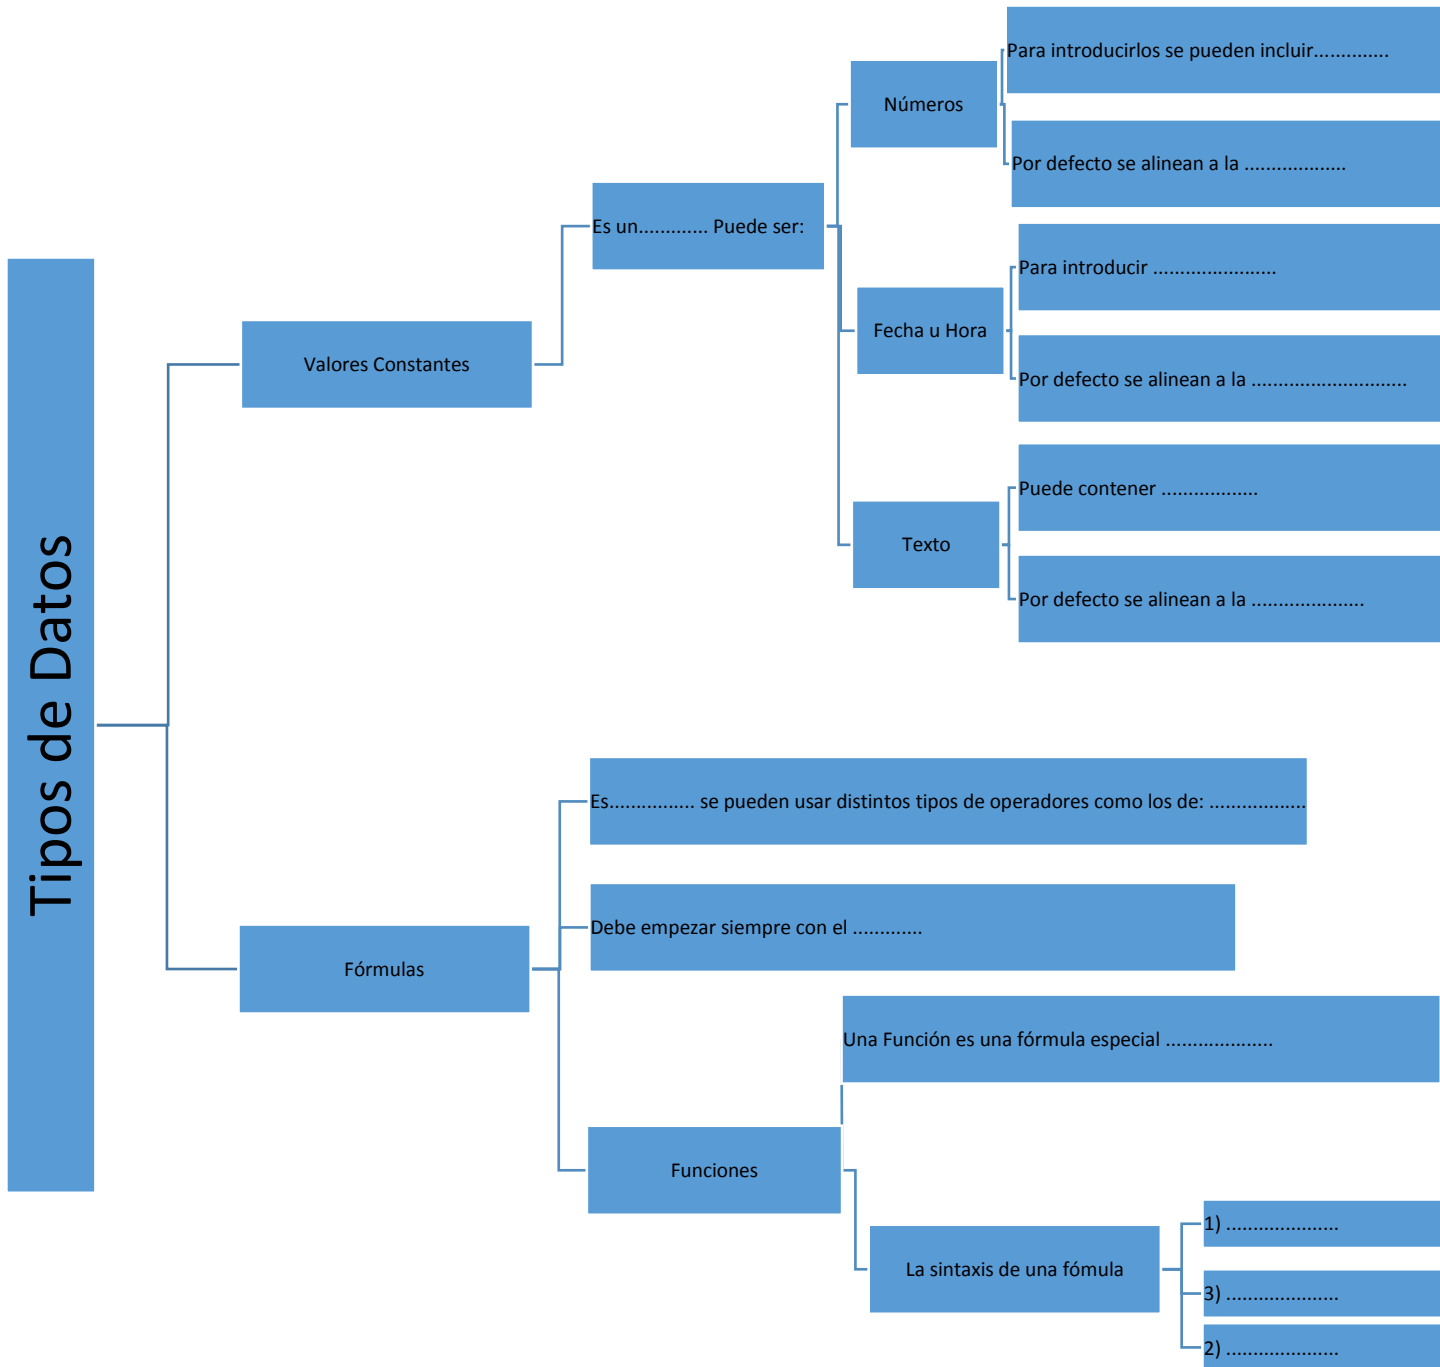 Tipos de Datos
Valores Constantes
Es un............. Puede ser:
Números
Para introducirlos se pueden incluir..............
Por defecto se alinean a la ...................
Fecha u Hora
Para introducir .......................
Por defecto se alinean a la .............................
Texto
Puede contener ..................
Por defecto se alinean a la .....................
Fórmulas
Es................ se pueden usar distintos tipos de operadores como los de: ..................
Debe empezar siempre con el .............
Funciones
Una Función es una fórmula especial ....................
La sintaxis de una fómula
1) .....................
3) .....................
2) .....................